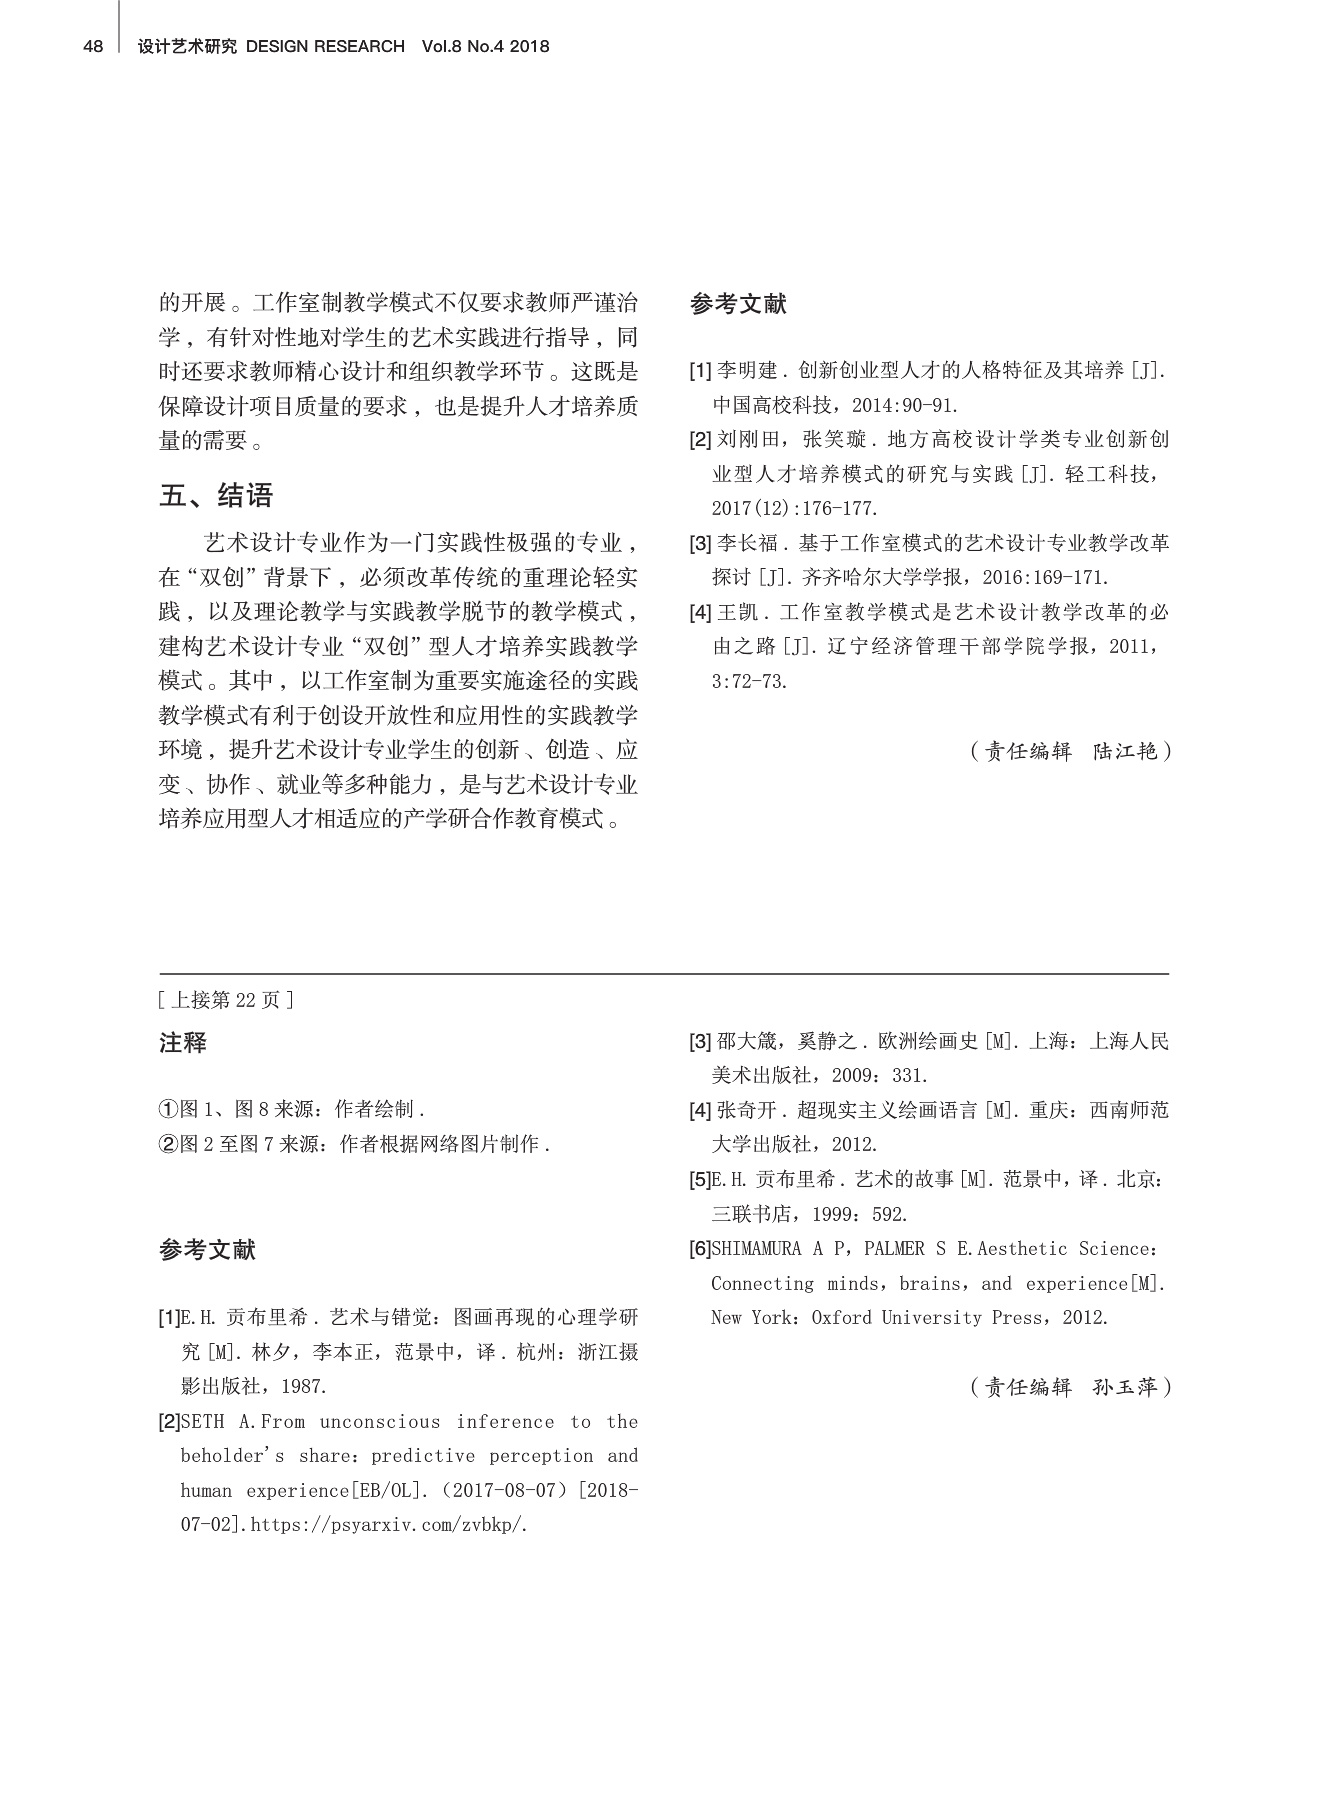 48 设计艺术研究 DESIGN RESEARCH Vol.8 No.4 2018
的开展。工作室制教学模式不仅要求教师严谨治
学，有针对性地对学生的艺术实践进行指导，同
时还要求教师精心设计和组织教学环节。这既是
保障设计项目质量的要求，也是提升人才培养质
量的需要。
五、结语
艺术设计专业作为一门实践性极强的专业，
在“双创”背景下，必须改革传统的重理论轻实
践，以及理论教学与实践教学脱节的教学模式，
建构艺术设计专业“双创”型人才培养实践教学
模式。其中，以工作室制为重要实施途径的实践
教学模式有利于创设开放性和应用性的实践教学
环境，提升艺术设计专业学生的创新、创造、应
变、协作、就业等多种能力，是与艺术设计专业
培养应用型人才相适应的产学研合作教育模式。
参考文献
[1] 李明建．创新创业型人才的人格特征及其培养 [J].
中国高校科技，2014:90-91.
[2] 刘刚田，张笑璇．地方高校设计学类专业创新创
业型人才培养模式的研究与实践 [J]. 轻工科技，
2017(12):176-177.
[3] 李长福．基于工作室模式的艺术设计专业教学改革
探讨 [J]. 齐齐哈尔大学学报，2016:169-171.
[4] 王凯．工作室教学模式是艺术设计教学改革的必
由之路 [J]. 辽宁经济管理干部学院学报，2011，
3:72-73.
（责任编辑 陆江艳）
[ 上接第 22 页 ]
注释
①图 1、图 8 来源：作者绘制．
②图 2 至图 7 来源：作者根据网络图片制作．
参考文献
[1]E.H. 贡布里希．艺术与错觉：图画再现的心理学研
究 [M]. 林夕，李本正，范景中，译．杭州：浙江摄
影出版社，1987.
[2]SETH A.From unconscious inference to the
beholder's share：predictive perception and
human experience[EB/OL].（2017-08-07）[2018-
07-02].https://psyarxiv.com/zvbkp/.
[3] 邵大箴，奚静之．欧洲绘画史 [M]. 上海：上海人民
美术出版社，2009：331.
[4] 张奇开．超现实主义绘画语言 [M]. 重庆：西南师范
大学出版社，2012.
[5]E.H. 贡布里希．艺术的故事 [M]. 范景中，译．北京：
三联书店，1999：592.
[6]SHIMAMURA A P，PALMER S E.Aesthetic Science：
Connecting minds，brains，and experience[M].
New York：Oxford University Press，2012.
（责任编辑 孙玉萍）